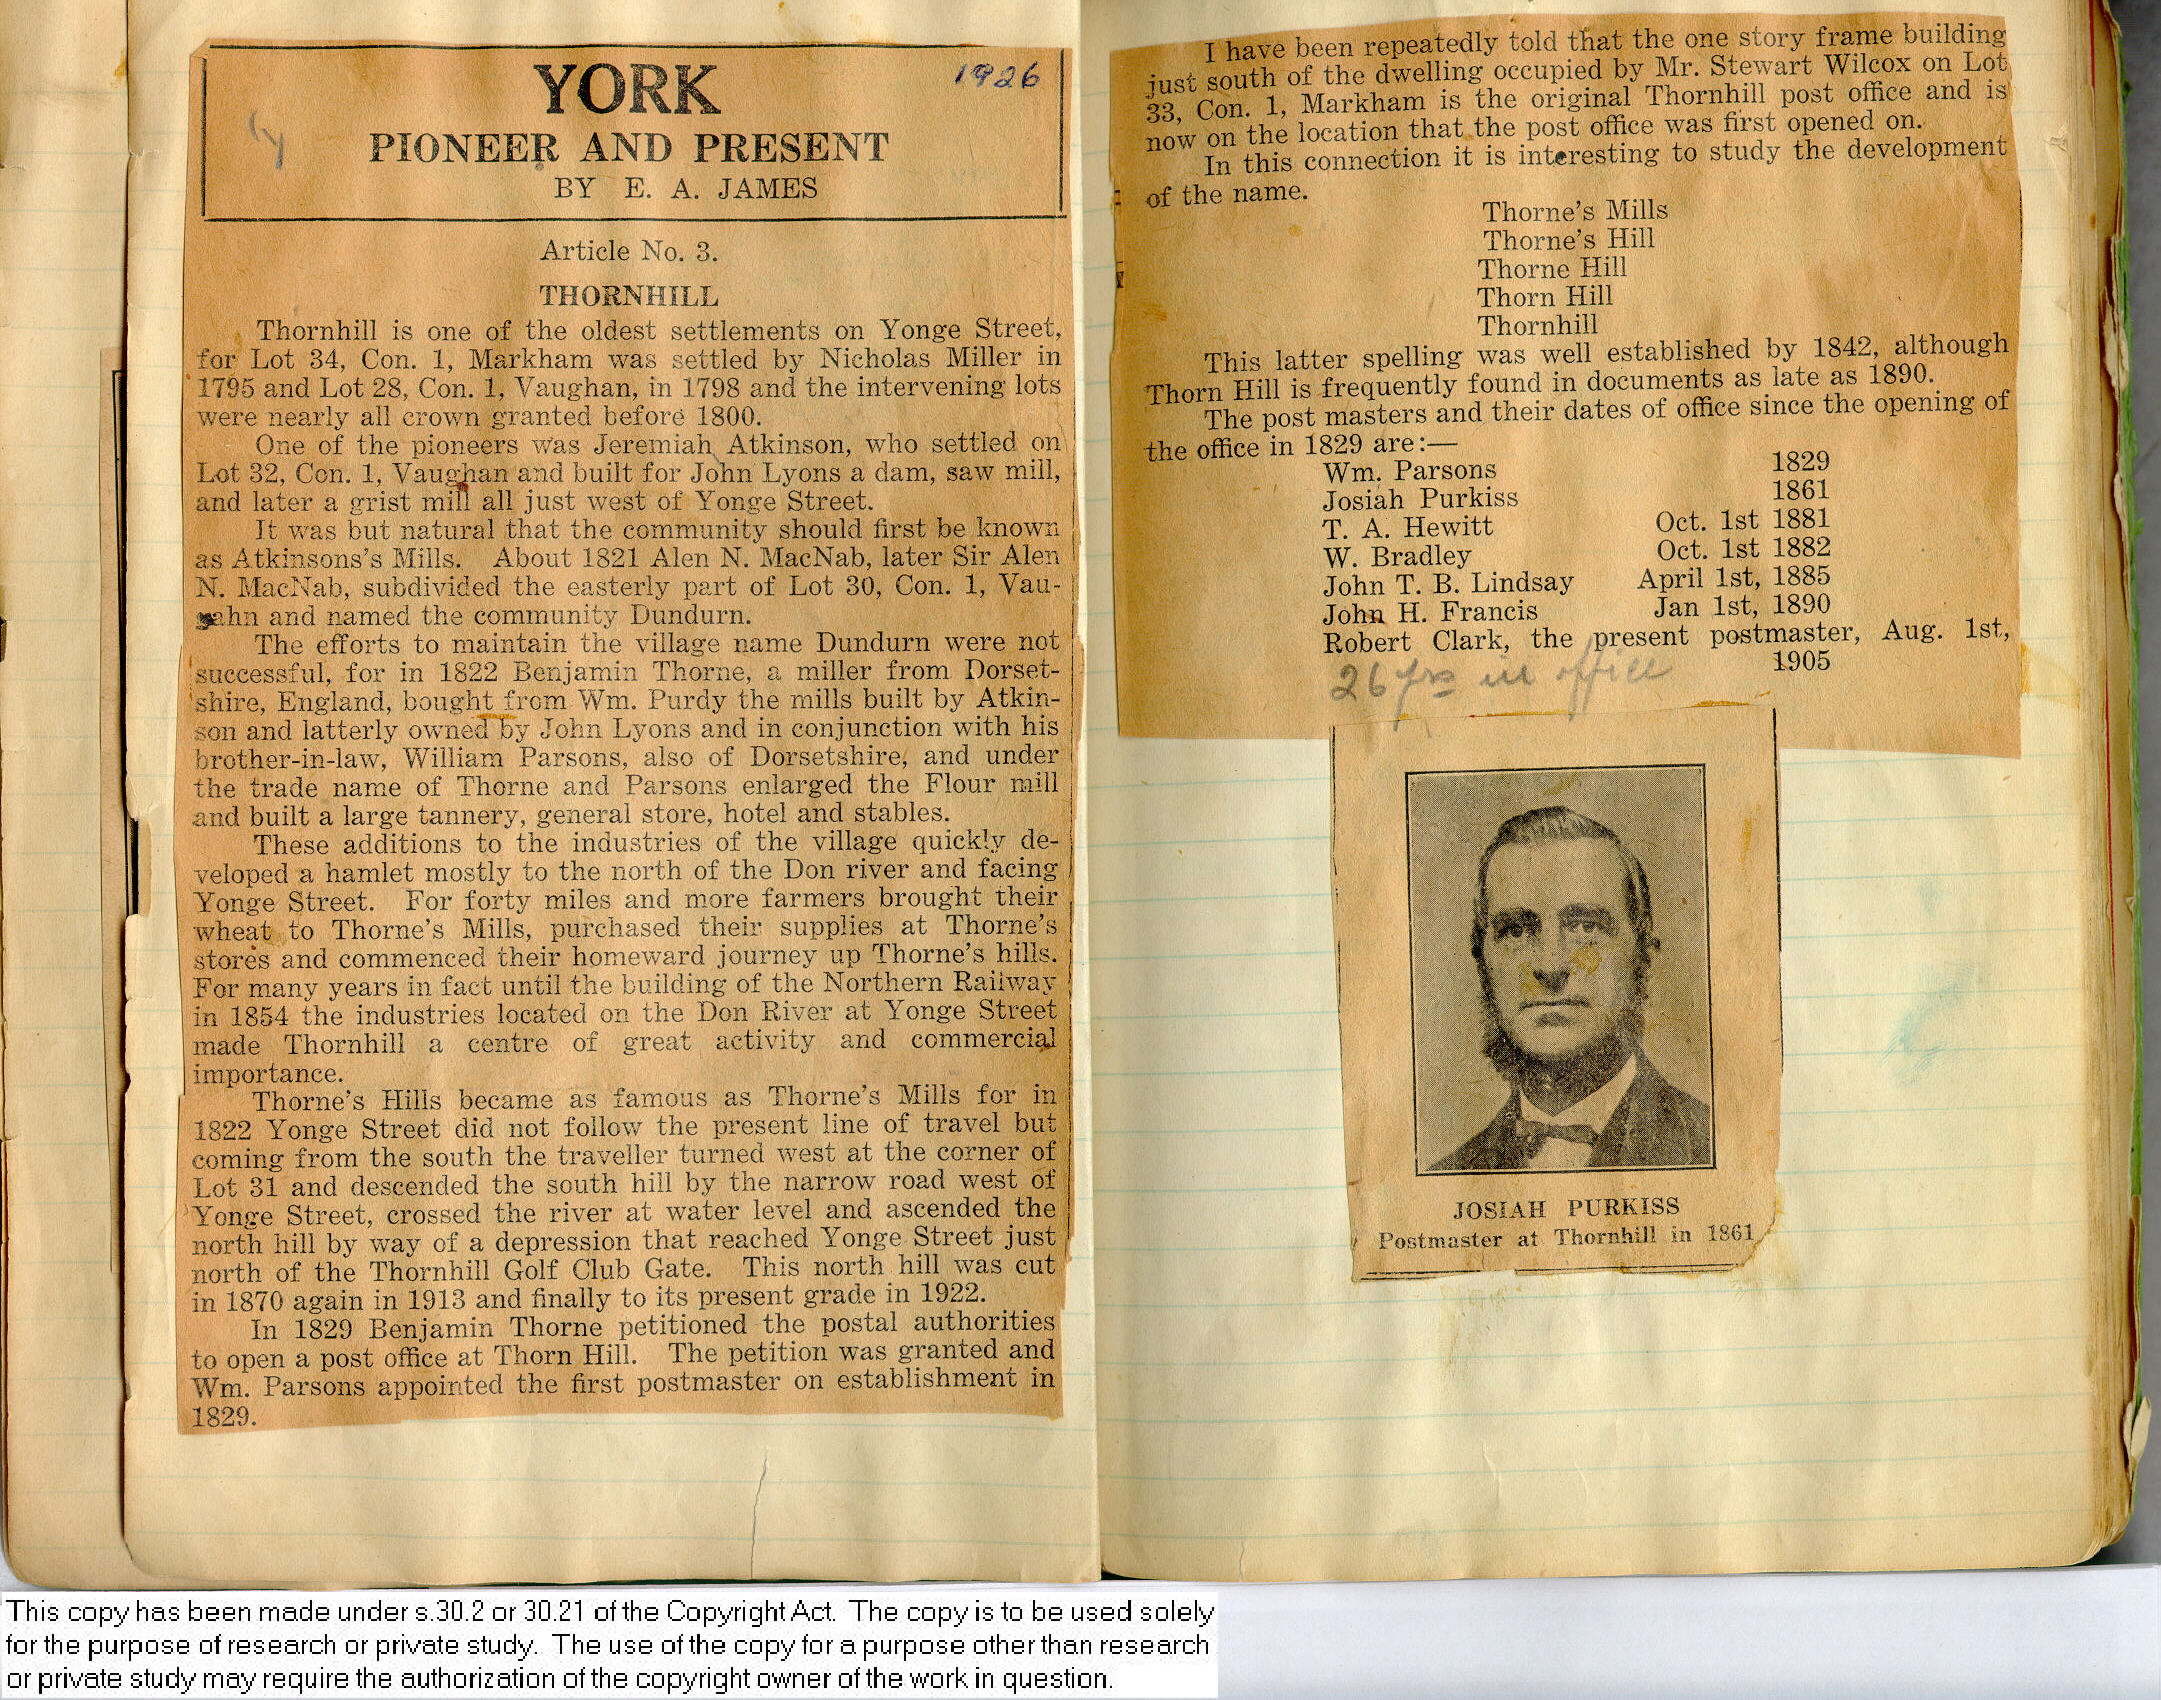 YORK
1926
PIONEER AND PRESENT
BY E. A. JAMES
Article No. 3.
THORNHILL
Thornhill is one of the oldest settlements on Yonge Street,
for Lot 34, Con. 1, Markham was settled by Nicholas Miller in
1795 and Lot 28, Con. 1, Vaughan, in 1798 and the intervening lots
were nearly all crown granted before 1800.
One of the pioneers was Jeremiah Atkinson, who settled on
Lot 32, Con. 1, Vaughan and built for John Lyons a dam, saw mill,
and later a grist mill all just west of Yonge Street.
It was but natural that the community should first be known
as Atkinsons's Mills. About 1821 Alen N. MacNab, later Sir Alen
N. MacNab, subdivided the easterly part of Lot 30, Con. 1, Vau-
gahn and named the community Dundurn.
The efforts to maintain the village name Dundurn were not
successful, for in 1822 Benjamin Thorne, a miller from Dorset-
shire, England, bought from Wm. Purdy the mills built by Atkin-
son and latterly owned by John Lyons and in conjunction with his
brother-in-law, William Parsons, also of Dorsetshire, and under
the trade name of Thorne and Parsons enlarged the Flour mill
and built a large tannery, general store, hotel and stables.
These additions to the industries of the village quickly de-
veloped a hamlet mostly to the north of the Don river and facing
Yonge Street. For forty miles and more farmers brought their
wheat to Thorne's Mills, purchased their supplies at Thorne's
stores and commenced their homeward journey up Thorne's hills.
For many years in fact until the building of the Northern Railway
in 1854 the industries located on the Don River at Yonge Street
made Thornhill a centre of great activity and commercial
importance.
Thorne's Hills became as famous as Thorne's Mills for in
1822 Yonge Street did not follow the present line of travel but
coming from the south the traveller turned west at the corner of
Lot 31 and descended the south hill by the narrow road west of
Yonge Street, crossed the river at water level and ascended the
north hill by way of a depression that reached Yonge Street just
north of the Thornhill Golf Club Gate. This north hill was cut
in 1870 again in 1913 and finally to its present grade in 1922.
In 1829 Benjamin Thorne petitioned the postal authorities
to open a post office at Thorn Hill. The petition was granted and
Wm. Parsons appointed the first postmaster on establishment in
1829.
I have been repeatedly told that the one story frame building
just south of the dwelling occupied by Mr. Stewart Wilcox on Lot
33, Con. 1, Markham is the original Thornhill post office and is
now on the location that the post office was first opened on.
In this connection it is interesting to study the development
of the name.
Thorne's Mills
Thorne's Hill
Thorne Hill
Thorn Hill
Thornhill
This latter spelling was well established by 1842, although
Thorn Hill is frequently found in documents as late as 1890.
The post masters and their dates of office since the opening of
the office in 1829 are:—
Wm. Parsons 1829
Josiah Purkiss 1861
T. A. Hewitt Oct. 1st 1881
W. Bradley Oct. 1st 1882
John T. B. Lindsay April 1st, 1885
John H. Francis Jan 1st, 1890
Robert Clark, the present postmaster, Aug. 1st,
1905
26 yrs in office
JOSIAH PURKISS
Postmaster at Thornhill in 1861
This copy has been made under s.30.2 or 30.21 of the Copyright Act. The copy is to be used solely
for the purpose of research or private study. The use of the copy for a purpose other than research
or private study may require the authorization of the copyright owner of the work in question.